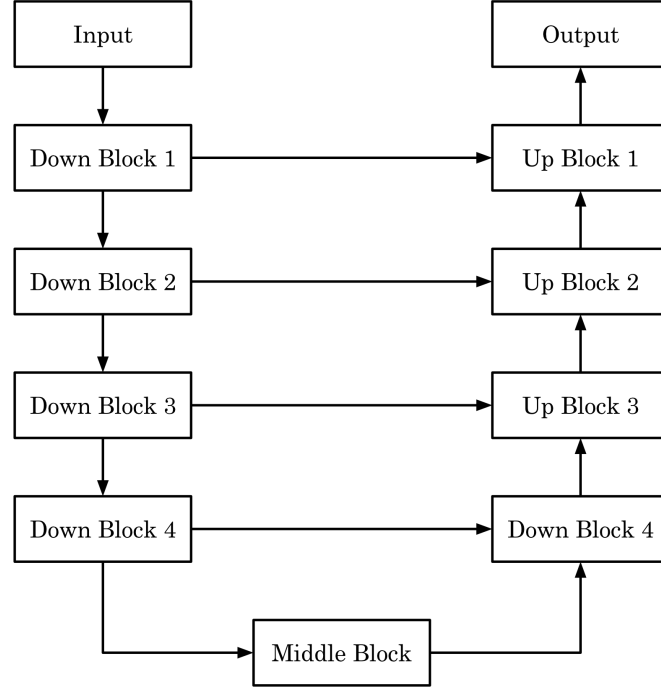 Input
Output
Down Block 1
Up Block 1
Down Block 2
Up Block 2
Down Block 3
Up Block 3
Down Block 4
Down Block 4
Middle Block